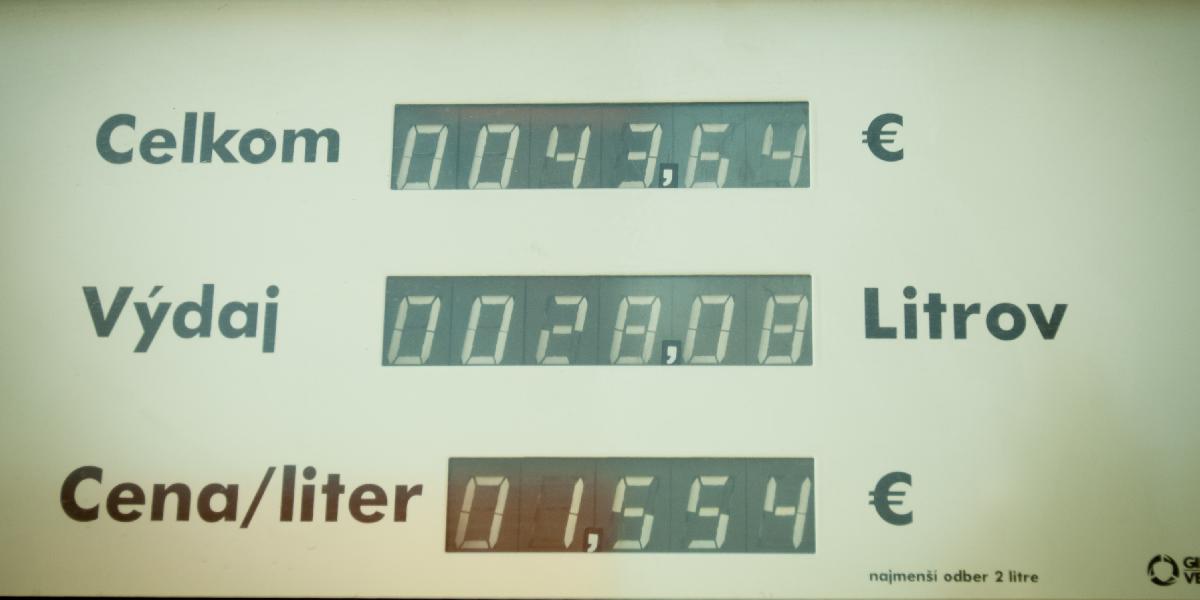 Celkom 0043,64 €
Výdaj 0028,08 Litrov
Cena/liter 01,554 €
najmenší odber 2 litre